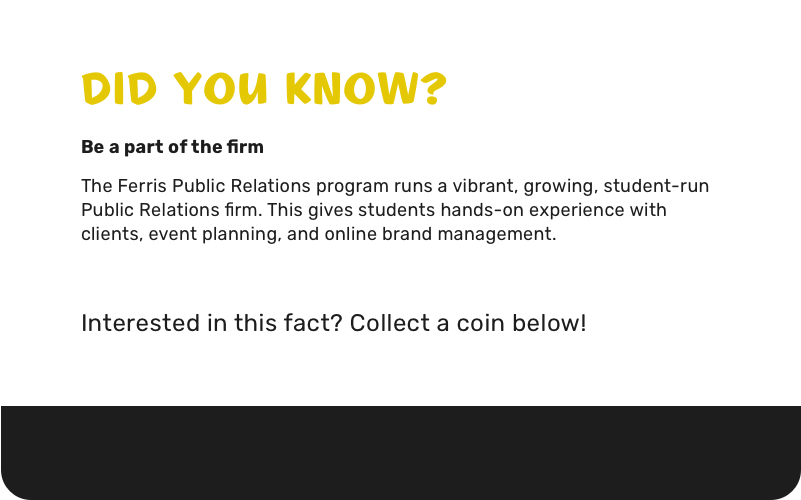 DID YOU KNOW?
Be a part of the firm
The Ferris Public Relations program runs a vibrant, growing, student-run
Public Relations firm. This gives students hands-on experience with
clients, event planning, and online brand management.
Interested in this fact? Collect a coin below!